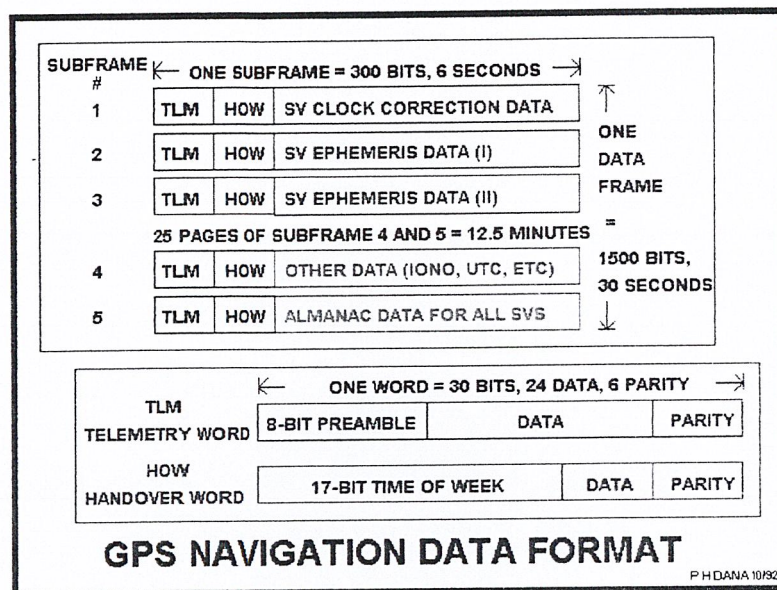 SUBFRAME
#
ONE SUBFRAME = 300 BITS, 6 SECONDS
1 TLM HOW SV CLOCK CORRECTION DATA
2 TLM HOW SV EPHEMERIS DATA (I)
3 TLM HOW SV EPHEMERIS DATA (II)
25 PAGES OF SUBFRAME 4 AND 5 = 12.5 MINUTES
4 TLM HOW OTHER DATA (IONO, UTC, ETC)
5 TLM HOW ALMANAC DATA FOR ALL SVS
ONE
DATA
FRAME
=
1500 BITS,
30 SECONDS
ONE WORD = 30 BITS, 24 DATA, 6 PARITY
TLM
TELEMETRY WORD
8-BIT PREAMBLE DATA PARITY
HOW
HANDOVER WORD
17-BIT TIME OF WEEK DATA PARITY
GPS NAVIGATION DATA FORMAT
P H DANA 10/92